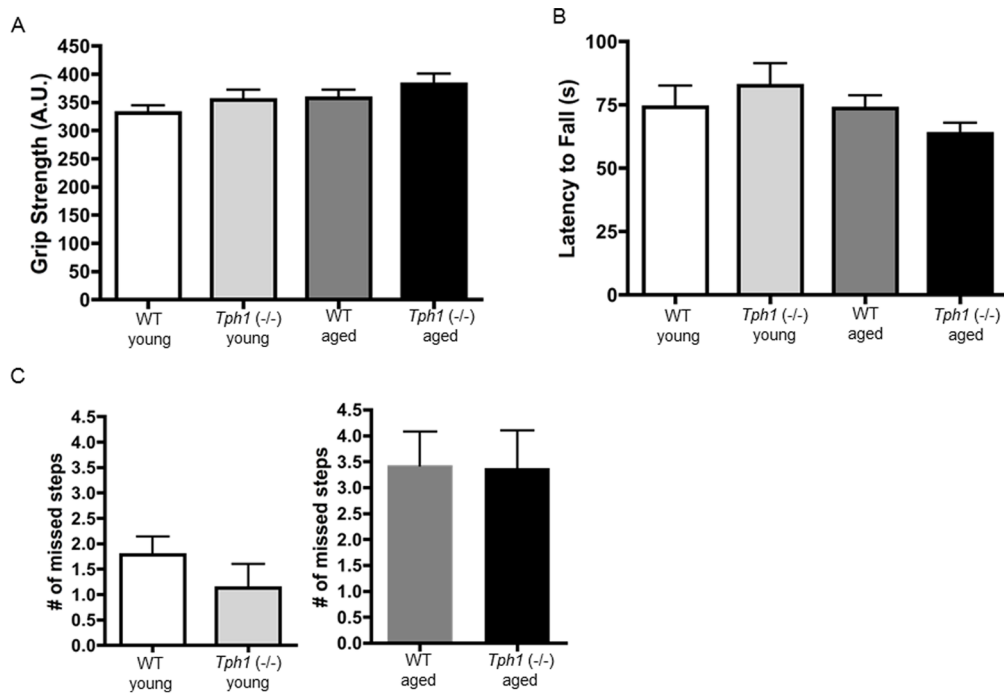 A
Grip Strength (A.U.)
450
400
350
300
250
200
150
100
50
0
WT
young
Tph1 (-/-)
young
WT
aged
Tph1 (-/-)
aged
B
Latency to Fall (s)
100
75
50
25
0
WT
young
Tph1 (-/-)
young
WT
aged
Tph1 (-/-)
aged
C
# of missed steps
4.5
4.0
3.5
3.0
2.5
2.0
1.5
1.0
0.5
0.0
WT
young
Tph1 (-/-)
young
# of missed steps
4.5
4.0
3.5
3.0
2.5
2.0
1.5
1.0
0.5
0.0
WT
aged
Tph1 (-/-)
aged